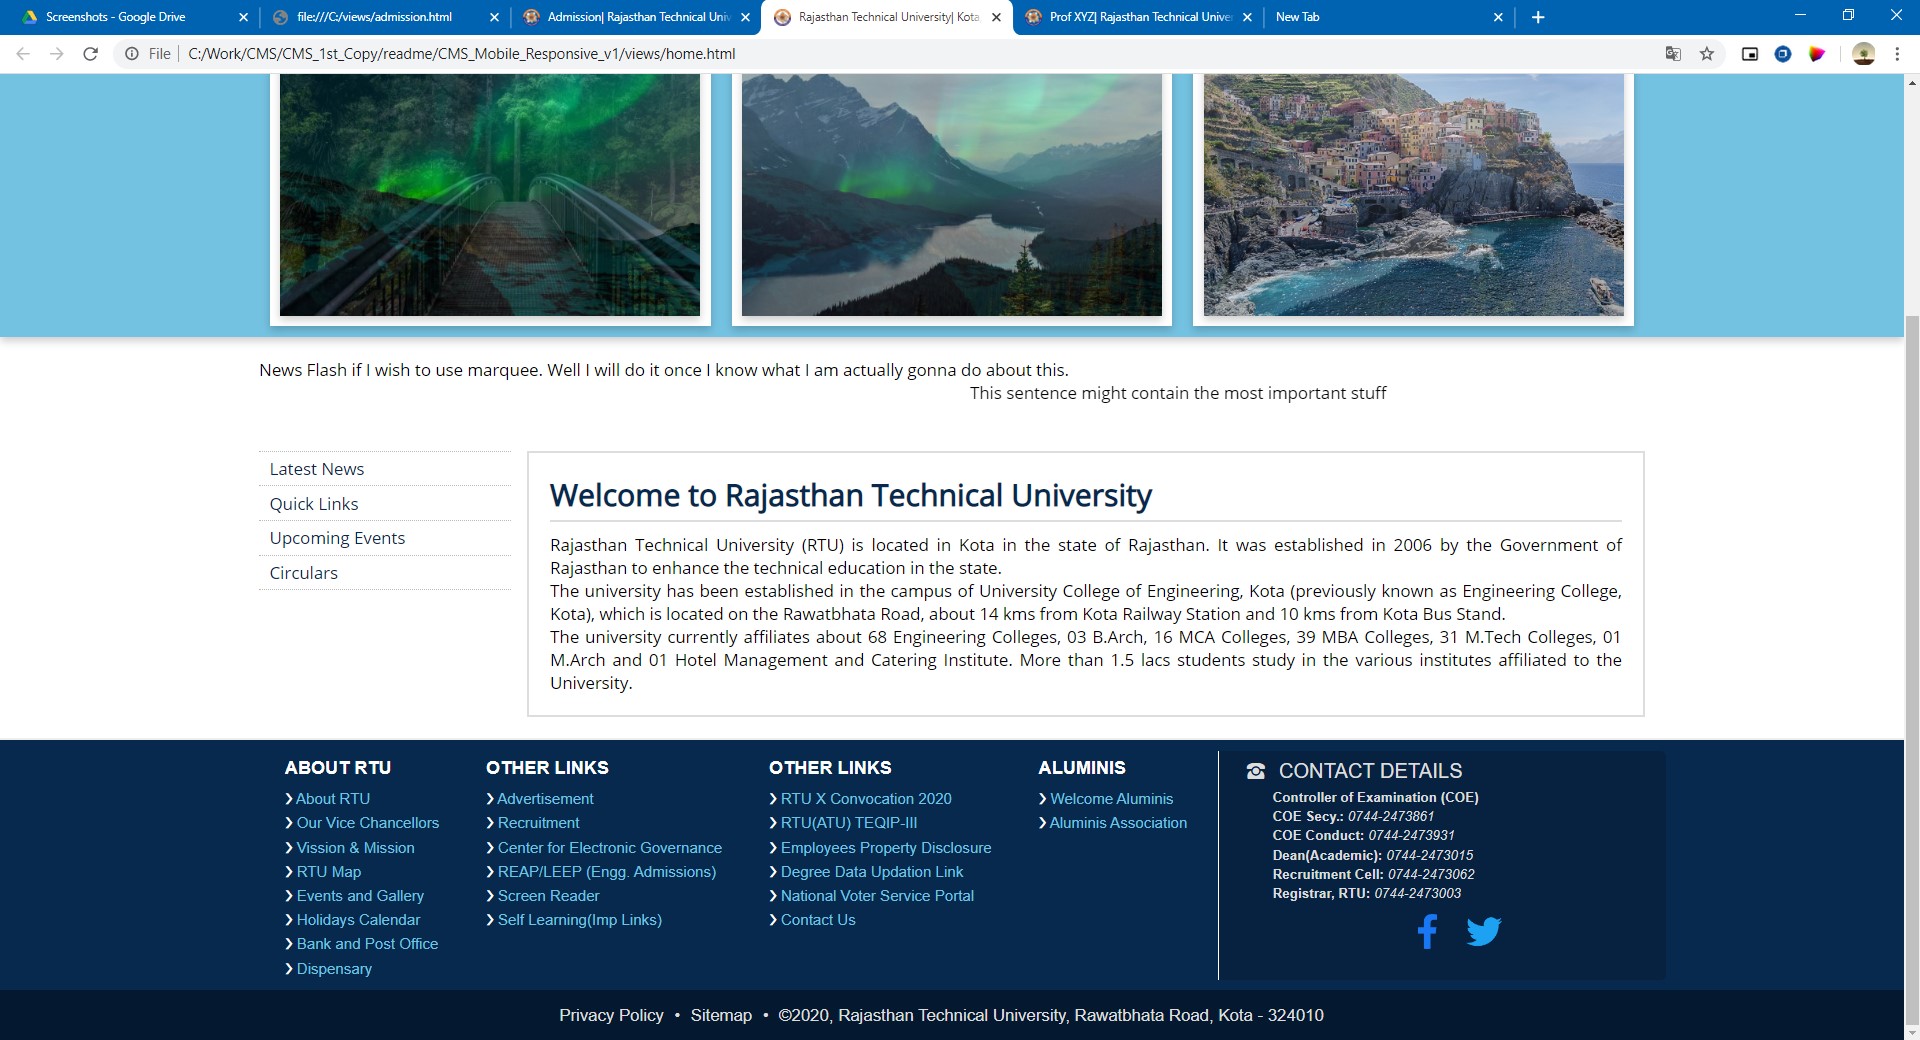 Screenshots - Google Drive
file:///C:/views/admission.html
Admission| Rajasthan Technical Univ
Rajasthan Technical University| Kota
Prof XYZ| Rajasthan Technical Unive
New Tab
File
C:/Work/CMS/CMS_1st_Copy/readme/CMS_Mobile_Responsive_v1/views/home.html
News Flash if I wish to use marquee. Well I will do it once I know what I am actually gonna do about this.
This sentence might contain the most important stuff
Latest News
Quick Links
Upcoming Events
Circulars
Welcome to Rajasthan Technical University
Rajasthan Technical University (RTU) is located in Kota in the state of Rajasthan. It was established in 2006 by the Government of
Rajasthan to enhance the technical education in the state.
The university has been established in the campus of University College of Engineering, Kota (previously known as Engineering College,
Kota), which is located on the Rawatbhata Road, about 14 kms from Kota Railway Station and 10 kms from Kota Bus Stand.
The university currently affiliates about 68 Engineering Colleges, 03 B.Arch, 16 MCA Colleges, 39 MBA Colleges, 31 M.Tech Colleges, 01
M.Arch and 01 Hotel Management and Catering Institute. More than 1.5 lacs students study in the various institutes affiliated to the
University.
ABOUT RTU
About RTU
Our Vice Chancellors
Vission & Mission
RTU Map
Events and Gallery
Holidays Calendar
Bank and Post Office
Dispensary
OTHER LINKS
Advertisement
Recruitment
Center for Electronic Governance
REAP/LEEP (Engg. Admissions)
Screen Reader
Self Learning(Imp Links)
OTHER LINKS
RTU X Convocation 2020
RTU(ATU) TEQIP-III
Employees Property Disclosure
Degree Data Updation Link
National Voter Service Portal
Contact Us
ALUMINIS
Welcome Aluminis
Aluminis Association
CONTACT DETAILS
Controller of Examination (COE)
COE Secy.: 0744-2473861
COE Conduct: 0744-2473931
Dean(Academic): 0744-2473015
Recruitment Cell: 0744-2473062
Registrar, RTU: 0744-2473003
Privacy Policy • Sitemap • ©2020, Rajasthan Technical University, Rawatbhata Road, Kota - 324010